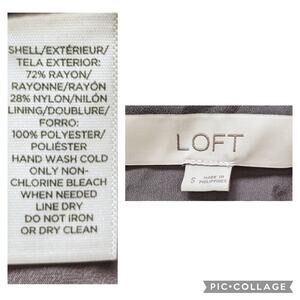 SHELL/EXTÉRIEUR/
TELA EXTERIOR:
72% RAYON/
RAYONNE/RAYÓN
28% NYLON/NILÓN
LINING/DOUBLURE/
FORRO:
100% POLYESTER/
POLIÉSTER
HAND WASH COLD
ONLY NON-
CHLORINE BLEACH
WHEN NEEDED
LINE DRY
DO NOT IRON
OR DRY CLEAN
LOFT
S
MADE IN
PHILIPPINES
PIC•COLLAGE